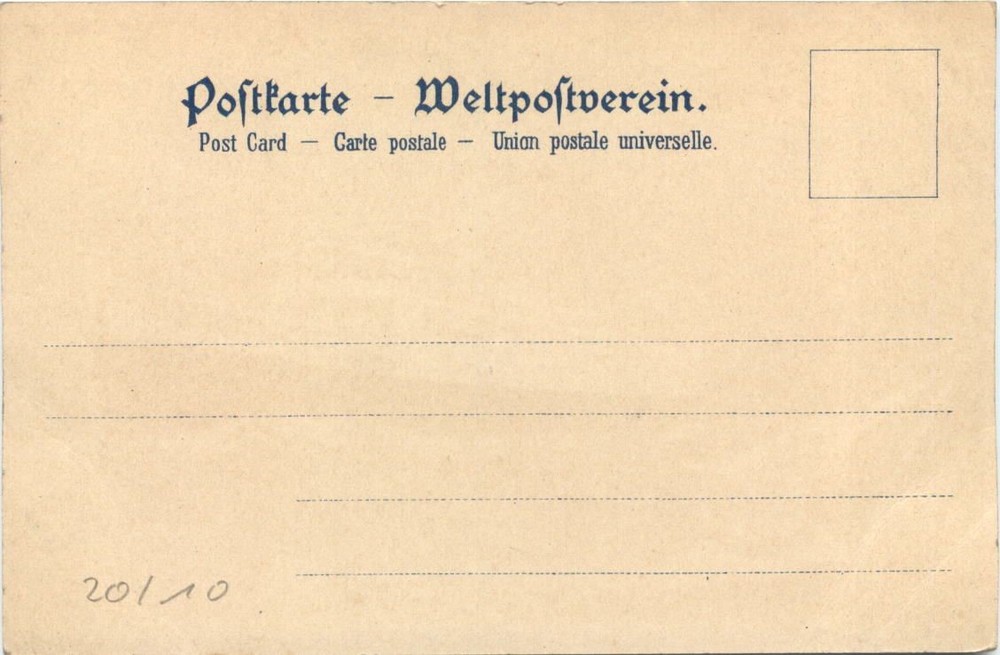 Poſtkarte – Weltpoſtverein.
Post Card — Carte postale — Union postale universelle.
20/10